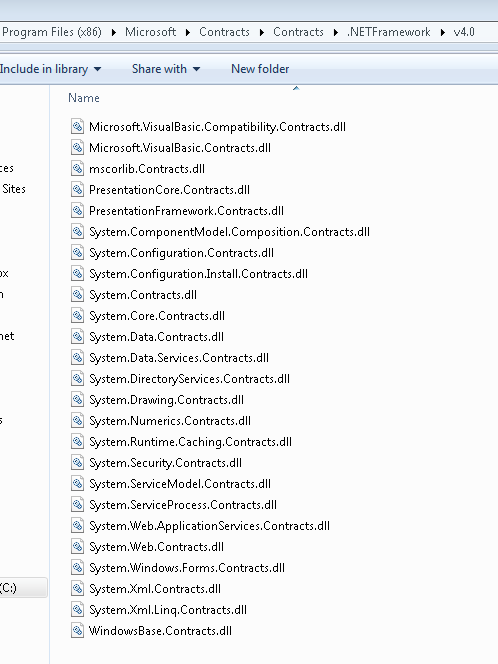 Program Files (x86) Microsoft Contracts Contracts .NETFramework v4.0
Include in library Share with New folder
Name
Microsoft.VisualBasic.Compatibility.Contracts.dll
Microsoft.VisualBasic.Contracts.dll
mscorlib.Contracts.dll
PresentationCore.Contracts.dll
PresentationFramework.Contracts.dll
System.ComponentModel.Composition.Contracts.dll
System.Configuration.Contracts.dll
System.Configuration.Install.Contracts.dll
System.Contracts.dll
System.Core.Contracts.dll
System.Data.Contracts.dll
System.Data.Services.Contracts.dll
System.DirectoryServices.Contracts.dll
System.Drawing.Contracts.dll
System.Numerics.Contracts.dll
System.Runtime.Caching.Contracts.dll
System.Security.Contracts.dll
System.ServiceModel.Contracts.dll
System.ServiceProcess.Contracts.dll
System.Web.ApplicationServices.Contracts.dll
System.Web.Contracts.dll
System.Windows.Forms.Contracts.dll
System.Xml.Contracts.dll
System.Xml.Linq.Contracts.dll
WindowsBase.Contracts.dll
ces
Sites
ox
n
net
s
(C:)